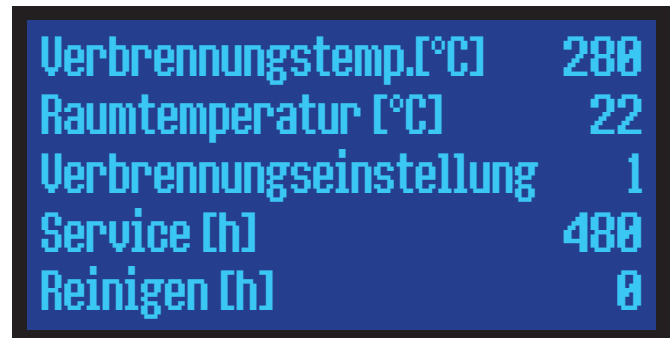 Verbrennungstemp.[°C] 280
Raumtemperatur [°C] 22
Verbrennungseinstellung 1
Service [h] 480
Reinigen [h] 0